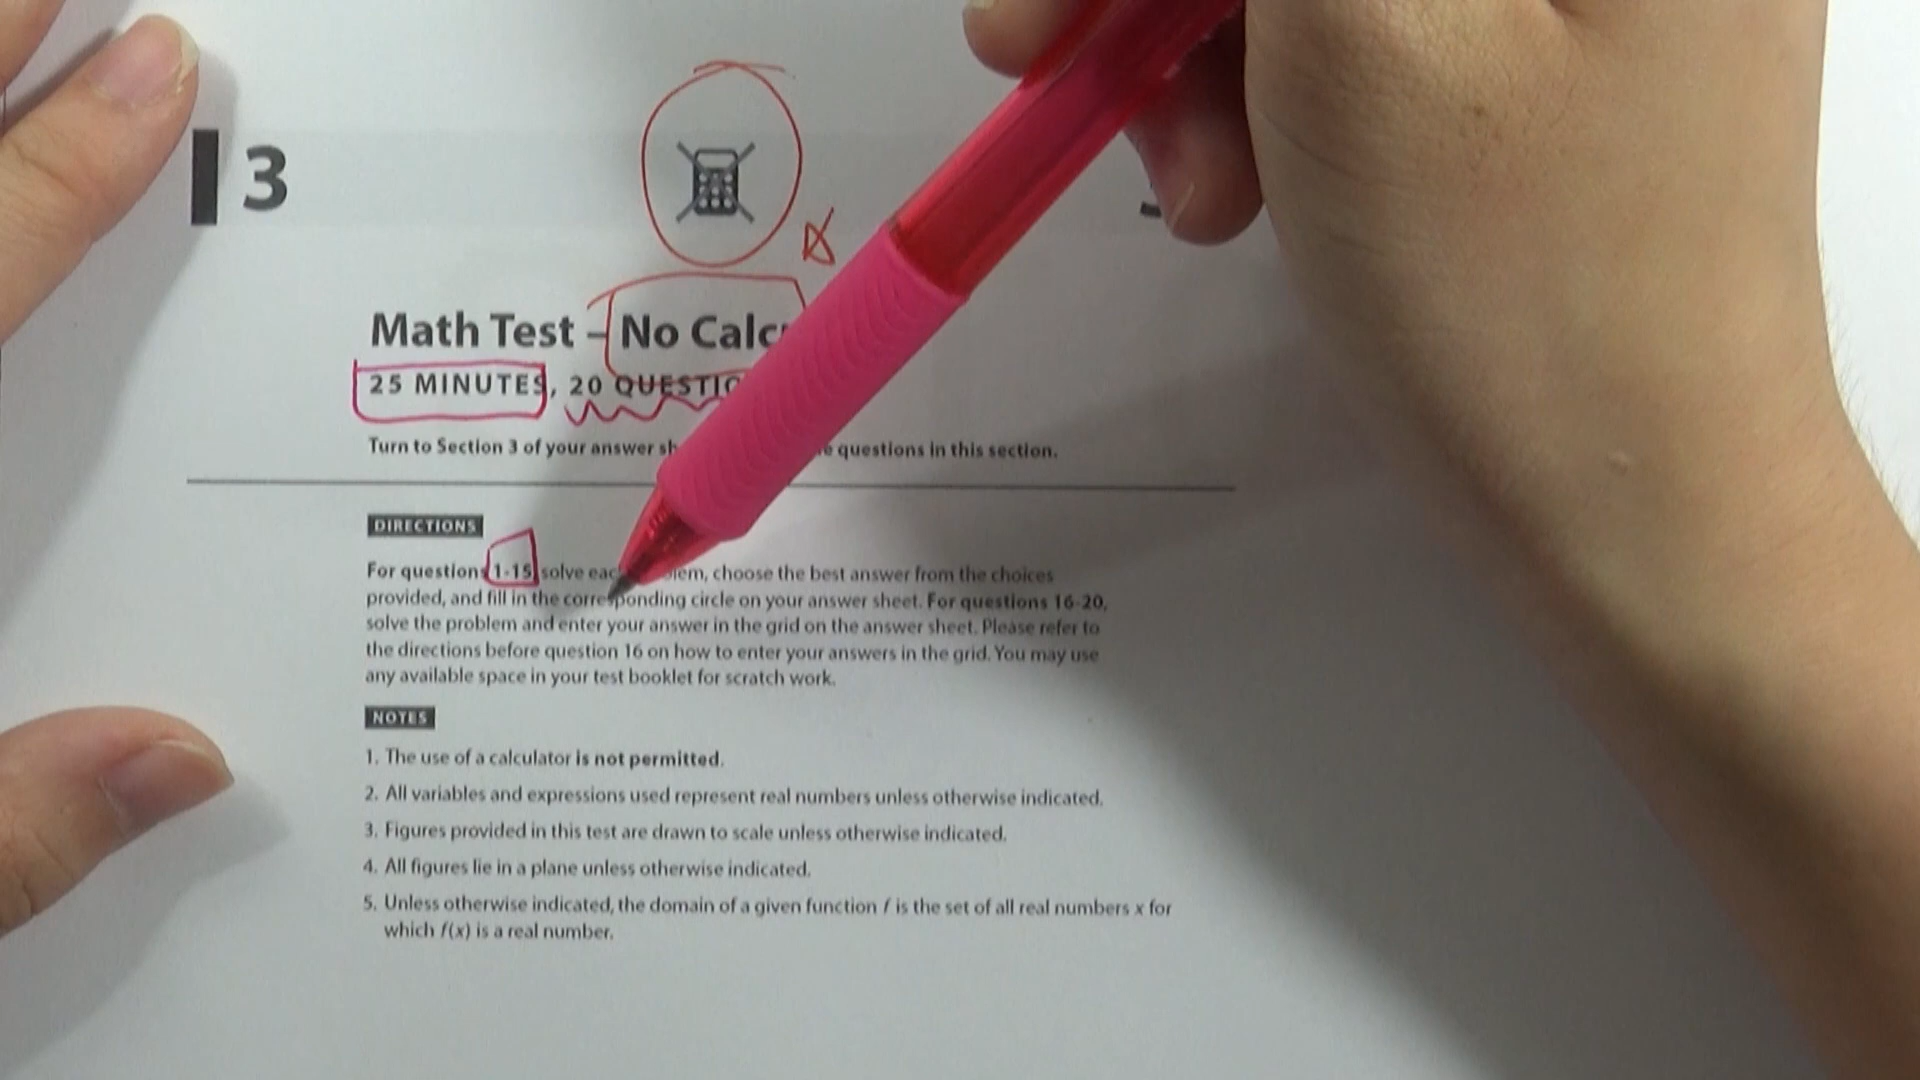 3
Math Test – No Calc
25 MINUTES, 20 QUESTIO
Turn to Section 3 of your answer sh questions in this section.
DIRECTIONS
For question 1-15 solve eac lem, choose the best answer from the choices
provided, and fill in the corresponding circle on your answer sheet. For questions 16-20,
solve the problem and enter your answer in the grid on the answer sheet. Please refer to
the directions before question 16 on how to enter your answers in the grid. You may use
any available space in your test booklet for scratch work.
NOTES
1. The use of a calculator is not permitted.
2. All variables and expressions used represent real numbers unless otherwise indicated.
3. Figures provided in this test are drawn to scale unless otherwise indicated.
4. All figures lie in a plane unless otherwise indicated.
5. Unless otherwise indicated, the domain of a given function f is the set of all real numbers x for
which f(x) is a real number.